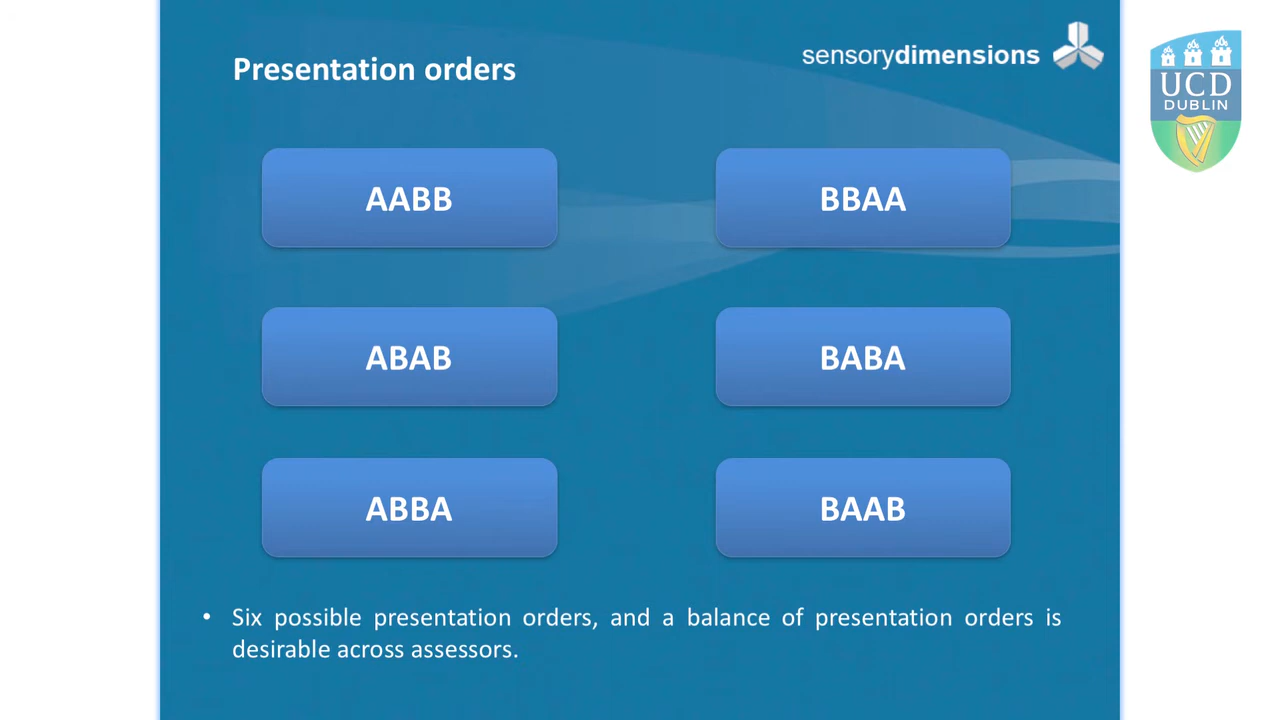 Presentation orders
sensorydimensions
UCD
DUBLIN
AABB
BBAA
ABAB
BABA
ABBA
BAAB
• Six possible presentation orders, and a balance of presentation orders is
desirable across assessors.